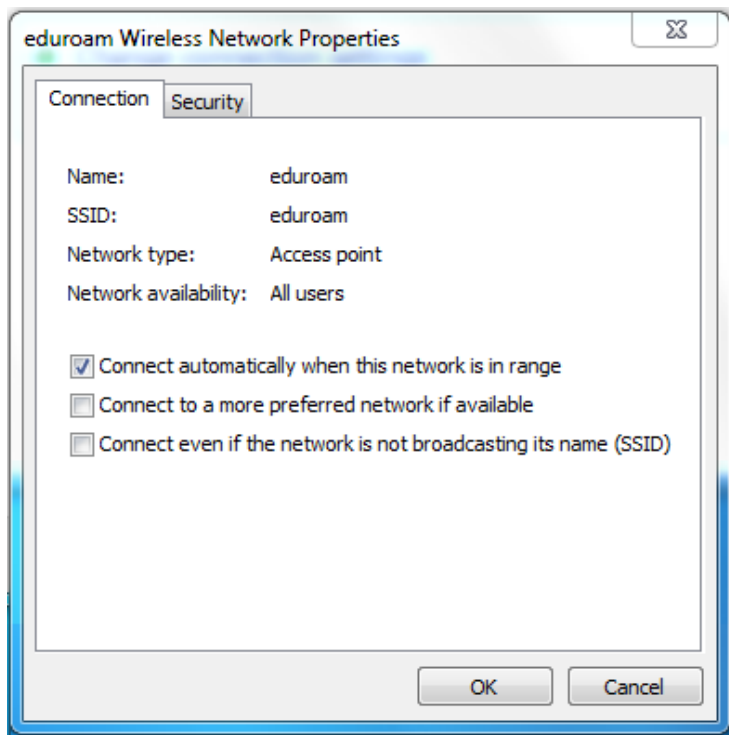 eduroam Wireless Network Properties
Connection Security
Name: eduroam
SSID: eduroam
Network type: Access point
Network availability: All users
Connect automatically when this network is in range
Connect to a more preferred network if available
Connect even if the network is not broadcasting its name (SSID)
OK Cancel